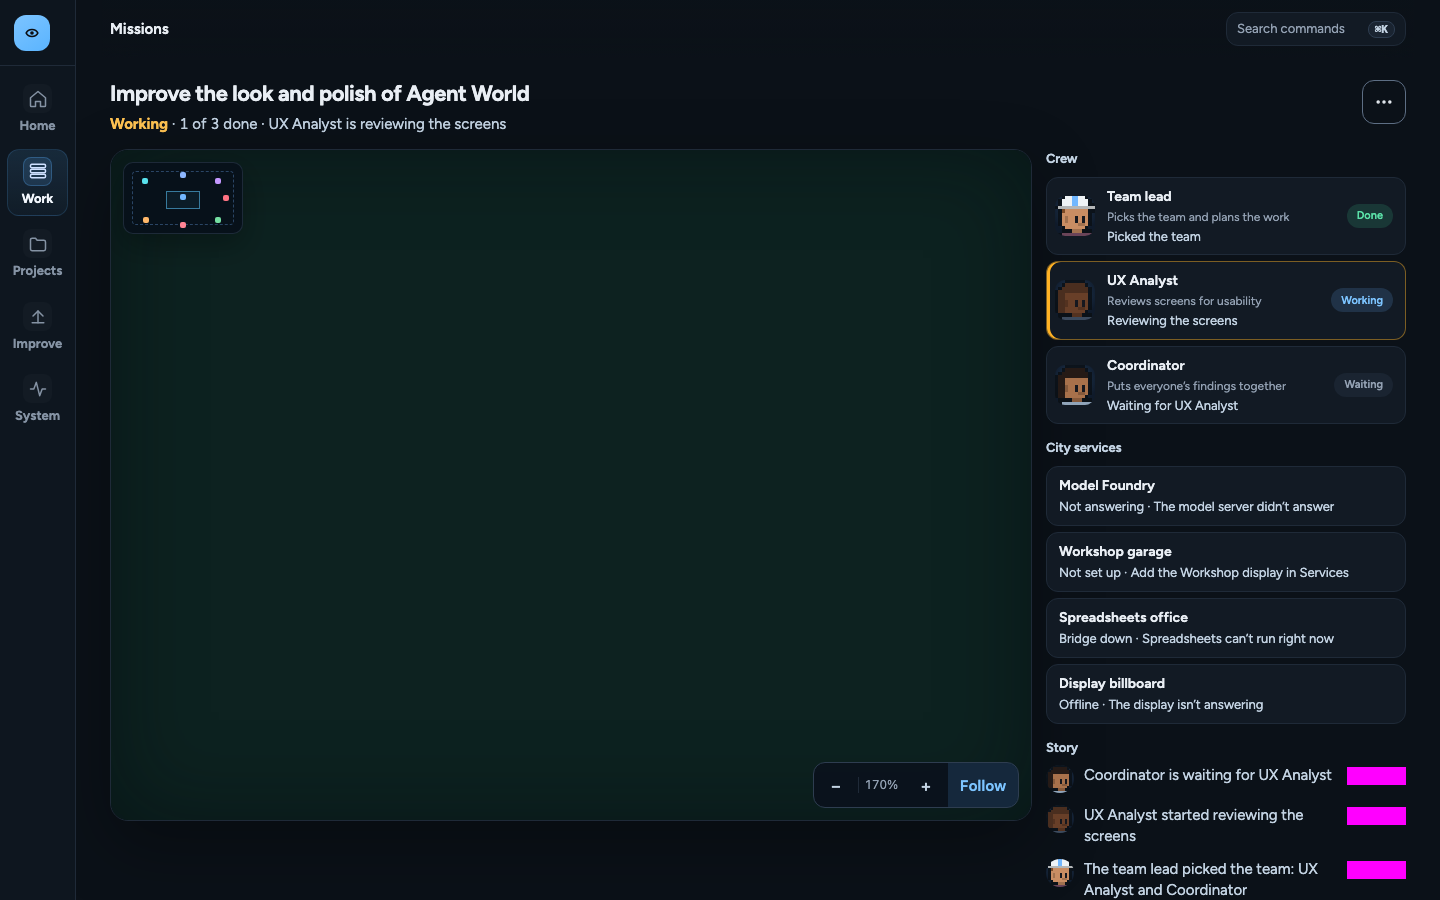 Missions
Search commands ⌘K
Home
Work
Projects
Improve
System
Improve the look and polish of Agent World
Working · 1 of 3 done · UX Analyst is reviewing the screens
···
− 170% + Follow
Crew
Team lead
Picks the team and plans the work
Picked the team
Done
UX Analyst
Reviews screens for usability
Reviewing the screens
Working
Coordinator
Puts everyone’s findings together
Waiting for UX Analyst
Waiting
City services
Model Foundry
Not answering · The model server didn’t answer
Workshop garage
Not set up · Add the Workshop display in Services
Spreadsheets office
Bridge down · Spreadsheets can’t run right now
Display billboard
Offline · The display isn’t answering
Story
Coordinator is waiting for UX Analyst
UX Analyst started reviewing the
screens
The team lead picked the team: UX
Analyst and Coordinator